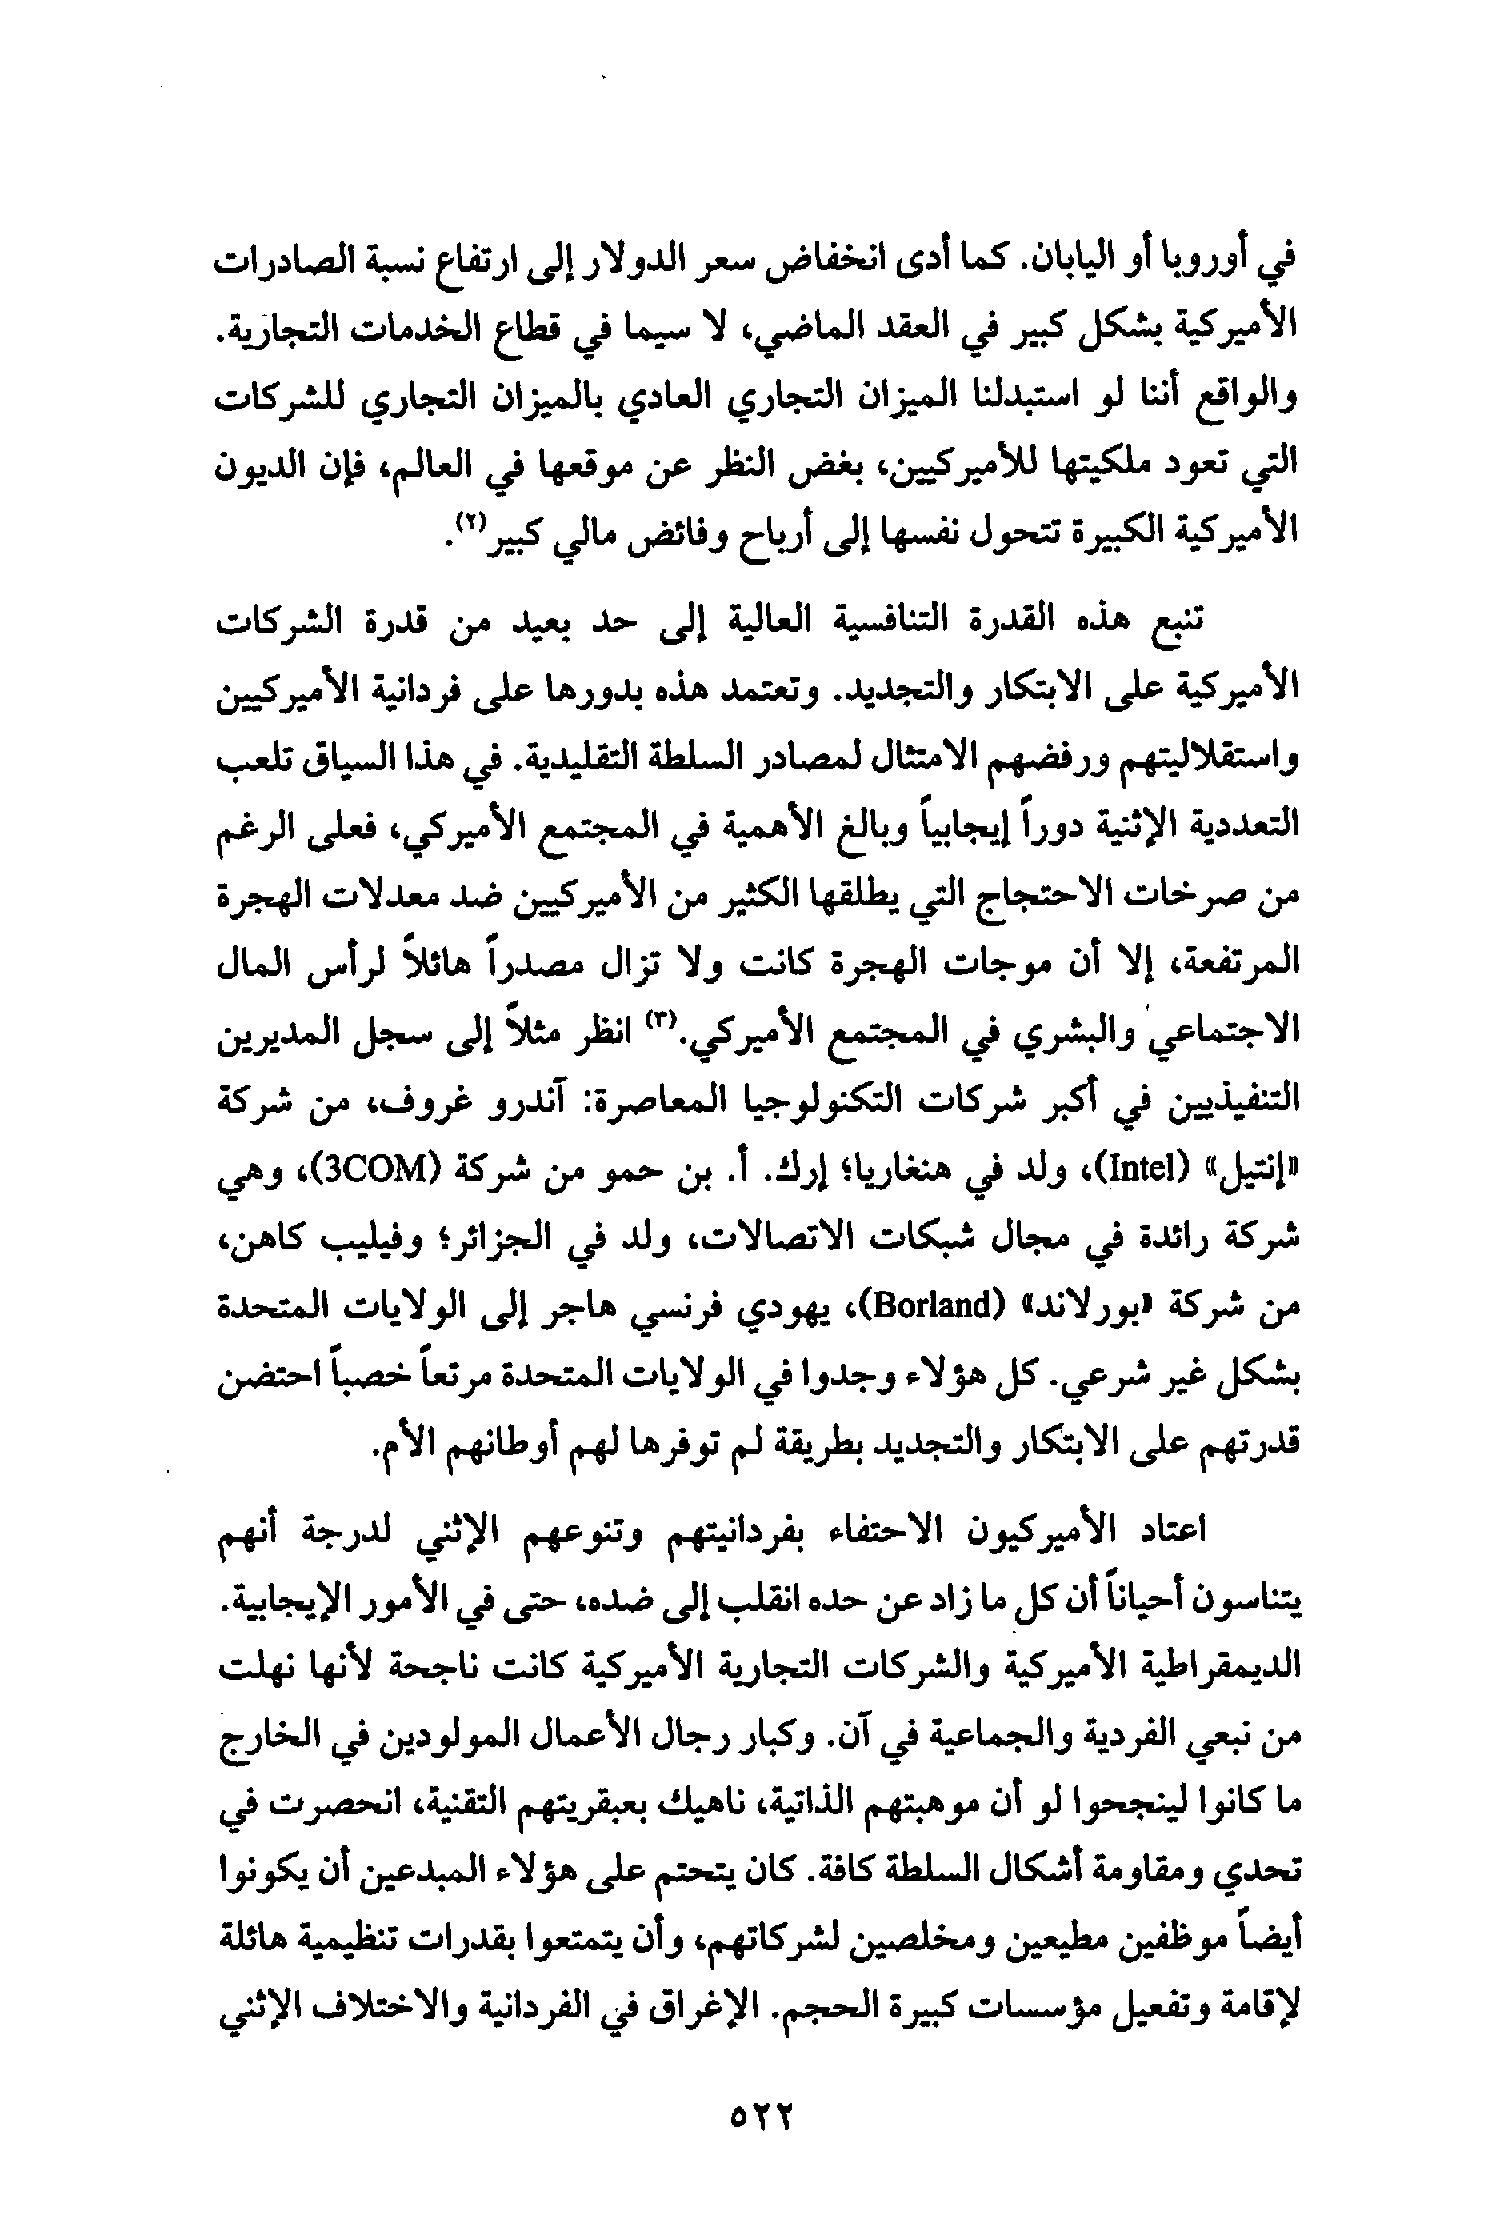 في أوروبا أو اليابان. كما أدى انخفاض سعر الدولار إلى ارتفاع نسبة الصادرات
الأميركية بشكل كبير في العقد الماضي، لا سيما في قطاع الخدمات التجارية.
والواقع أننا لو استبدلنا الميزان التجاري العادي بالميزان التجاري للشركات
التي تعود ملكيتها للأميركيين، بغض النظر عن موقعها في العالم، فإن الديون
الأميركية الكبيرة تتحول نفسها إلى أرباح وفائض مالي كبير(٢).
تنبع هذه القدرة التنافسية العالية إلى حد بعيد من قدرة الشركات
الأميركية على الابتكار والتجديد. وتعتمد هذه بدورها على فردانية الأميركيين
واستقلاليتهم ورفضهم الامتثال لمصادر السلطة التقليدية. في هذا السياق تلعب
التعددية الإثنية دوراً إيجابياً وبالغ الأهمية في المجتمع الأميركي، فعلى الرغم
من صرخات الاحتجاج التي يطلقها الكثير من الأميركيين ضد معدلات الهجرة
المرتفعة، إلا أن موجات الهجرة كانت ولا تزال مصدراً هائلاً لرأس المال
الاجتماعي والبشري في المجتمع الأميركي.(٣) انظر مثلاً إلى سجل المديرين
التنفيذيين في أكبر شركات التكنولوجيا المعاصرة: آندرو غروف، من شركة
«إنتيل» (Intel)، ولد في هنغاريا؛ إرك. أ. بن حمو من شركة (3COM)، وهي
شركة رائدة في مجال شبكات الاتصالات، ولد في الجزائر؛ وفيليب كاهن،
من شركة «بورلاند» (Borland)، يهودي فرنسي هاجر إلى الولايات المتحدة
بشكل غير شرعي. كل هؤلاء وجدوا في الولايات المتحدة مرتعاً خصباً احتضن
قدرتهم على الابتكار والتجديد بطريقة لم توفرها لهم أوطانهم الأم.
اعتاد الأميركيون الاحتفاء بفردانيتهم وتنوعهم الإثني لدرجة أنهم
يتناسون أحياناً أن كل ما زاد عن حده انقلب إلى ضده، حتى في الأمور الإيجابية.
الديمقراطية الأميركية والشركات التجارية الأميركية كانت ناجحة لأنها نهلت
من نبعي الفردية والجماعية في آن. وكبار رجال الأعمال المولودين في الخارج
ما كانوا لينجحوا لو أن موهبتهم الذاتية، ناهيك بعبقريتهم التقنية، انحصرت في
تحدي ومقاومة أشكال السلطة كافة. كان يتحتم على هؤلاء المبدعين أن يكونوا
أيضاً موظفين مطيعين ومخلصين لشركاتهم، وأن يتمتعوا بقدرات تنظيمية هائلة
لإقامة وتفعيل مؤسسات كبيرة الحجم. الإغراق في الفردانية والاختلاف الإثني
٥٢٢